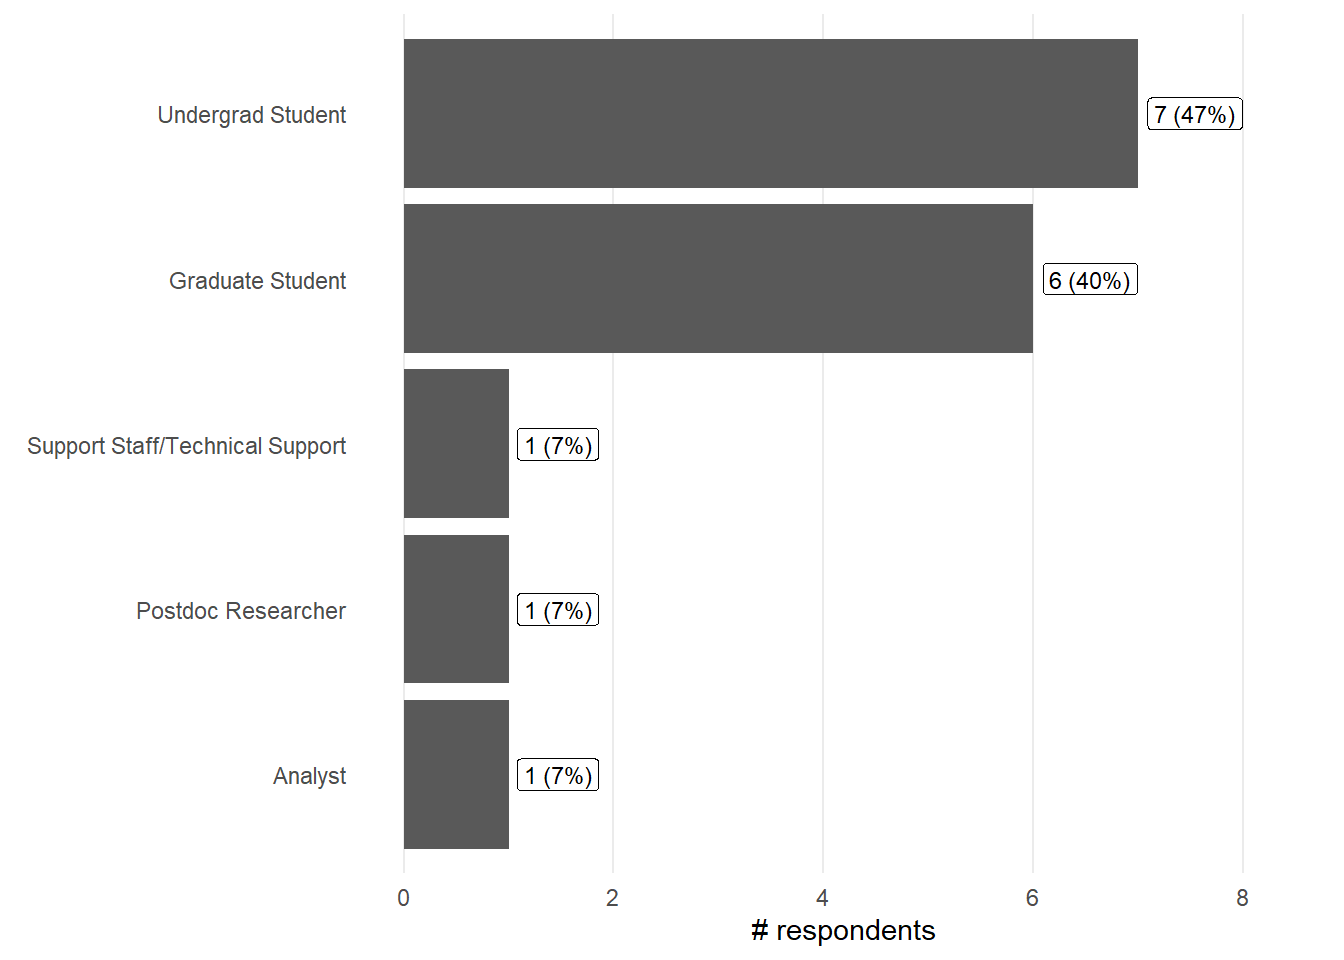 Undergrad Student
7 (47%)
Graduate Student
6 (40%)
Support Staff/Technical Support
1 (7%)
Postdoc Researcher
1 (7%)
Analyst
1 (7%)
0 2 4 6 8
# respondents